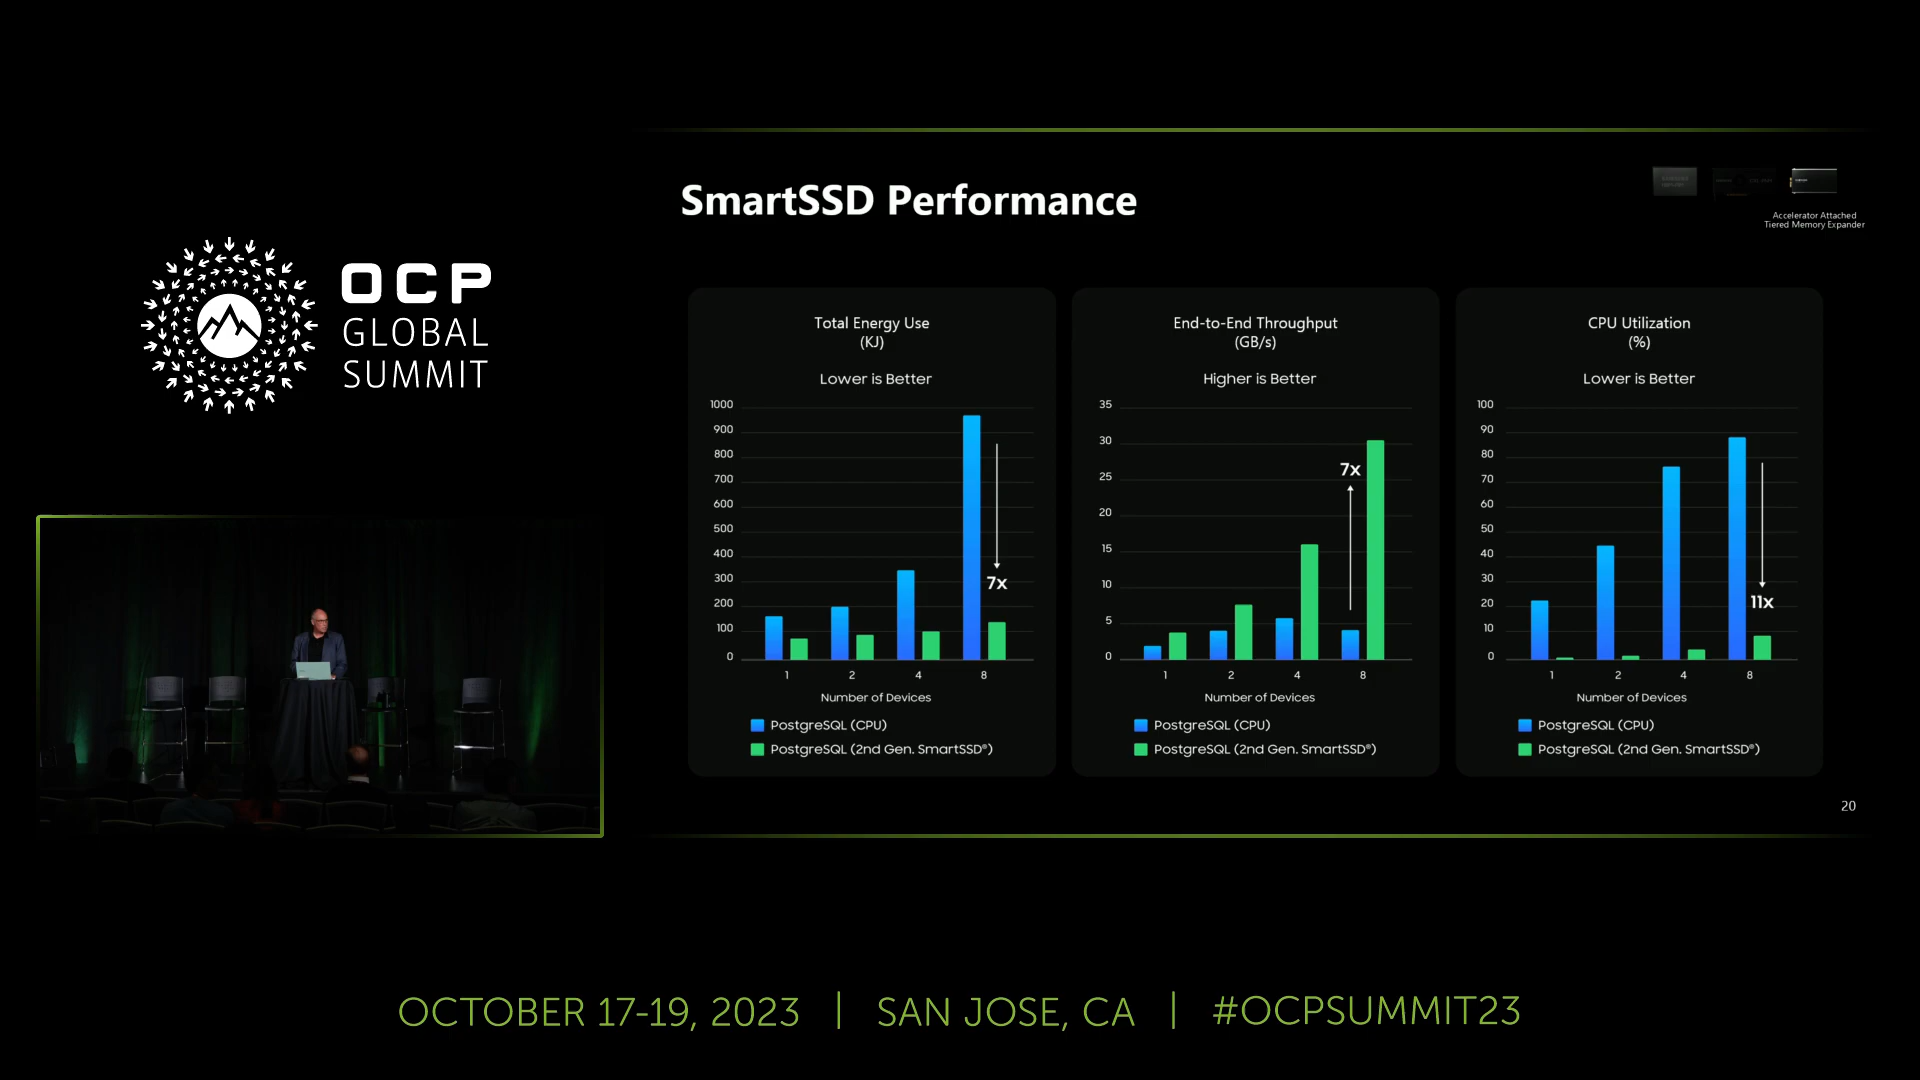 OCP
GLOBAL
SUMMIT
SmartSSD Performance
Accelerator Attached
Tiered Memory Expander
Total Energy Use
(KJ)
Lower is Better
1000
900
800
700
600
500
400
300
200
100
0
7x
1 2 4 8
Number of Devices
PostgreSQL (CPU)
PostgreSQL (2nd Gen. SmartSSD®)
End-to-End Throughput
(GB/s)
Higher is Better
35
30
25
20
15
10
5
0
7x
1 2 4 8
Number of Devices
PostgreSQL (CPU)
PostgreSQL (2nd Gen. SmartSSD®)
CPU Utilization
(%)
Lower is Better
100
90
80
70
60
50
40
30
20
10
0
11x
1 2 4 8
Number of Devices
PostgreSQL (CPU)
PostgreSQL (2nd Gen. SmartSSD®)
20
OCTOBER 17-19, 2023 | SAN JOSE, CA | #OCPSUMMIT23